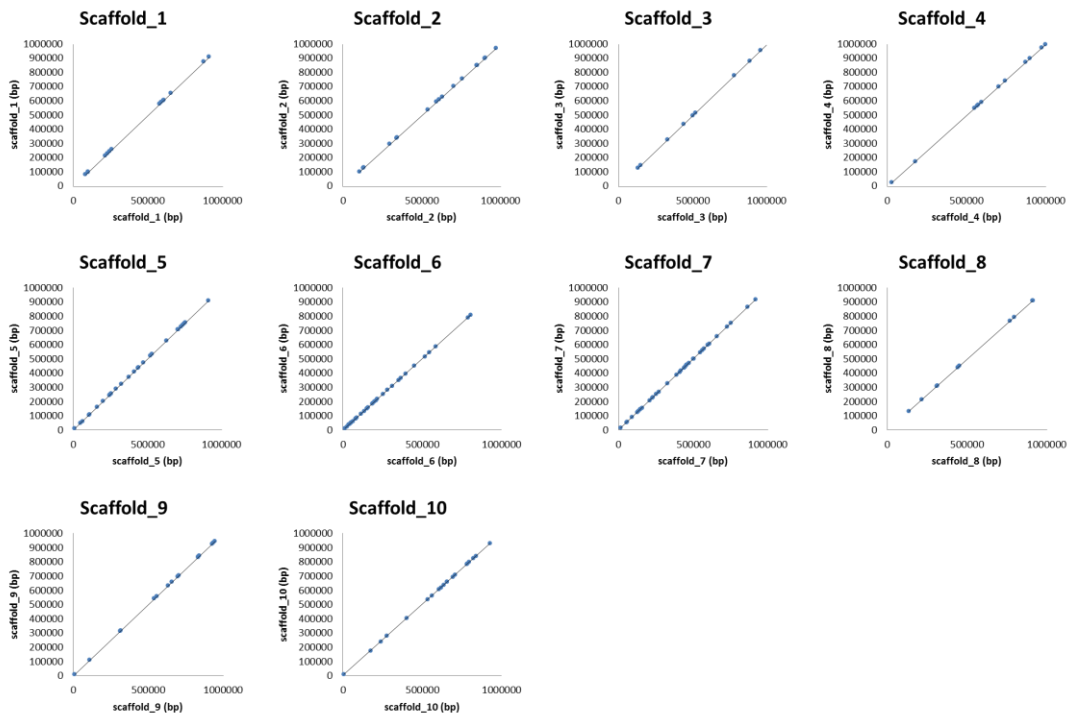 Scaffold_1
scaffold_1 (bp)
1000000
900000
800000
700000
600000
500000
400000
300000
200000
100000
0
0 500000 1000000
scaffold_1 (bp)
Scaffold_2
scaffold_2 (bp)
1000000
900000
800000
700000
600000
500000
400000
300000
200000
100000
0
0 500000 1000000
scaffold_2 (bp)
Scaffold_3
scaffold_3 (bp)
1000000
900000
800000
700000
600000
500000
400000
300000
200000
100000
0
0 500000 1000000
scaffold_3 (bp)
Scaffold_4
scaffold_4 (bp)
1000000
900000
800000
700000
600000
500000
400000
300000
200000
100000
0
500000 1000000
scaffold_4 (bp)
Scaffold_5
scaffold_5 (bp)
1000000
900000
800000
700000
600000
500000
400000
300000
200000
100000
0
0 500000 1000000
scaffold_5 (bp)
Scaffold_6
scaffold_6 (bp)
1000000
900000
800000
700000
600000
500000
400000
300000
200000
100000
0
0 500000 1000000
scaffold_6 (bp)
Scaffold_7
scaffold_7 (bp)
1000000
900000
800000
700000
600000
500000
400000
300000
200000
100000
0
0 500000 1000000
scaffold_7 (bp)
Scaffold_8
scaffold_8 (bp)
1000000
900000
800000
700000
600000
500000
400000
300000
200000
100000
0
500000 1000000
scaffold_8 (bp)
Scaffold_9
scaffold_9 (bp)
1000000
900000
800000
700000
600000
500000
400000
300000
200000
100000
0
0 500000 1000000
scaffold_9 (bp)
Scaffold_10
scaffold_10 (bp)
1000000
900000
800000
700000
600000
500000
400000
300000
200000
100000
0
0 500000 1000000
scaffold_10 (bp)